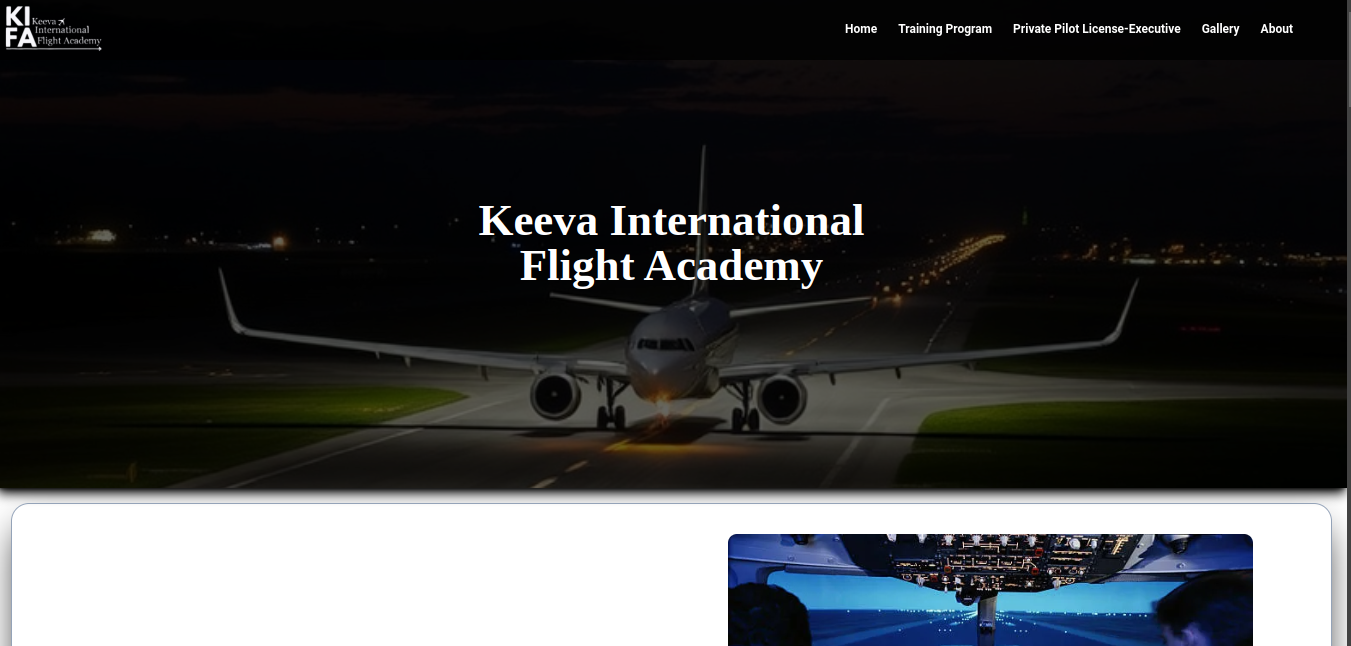 KI
FA
Keeva
International
Flight Academy
Home Training Program Private Pilot License-Executive Gallery About
Keeva International
Flight Academy